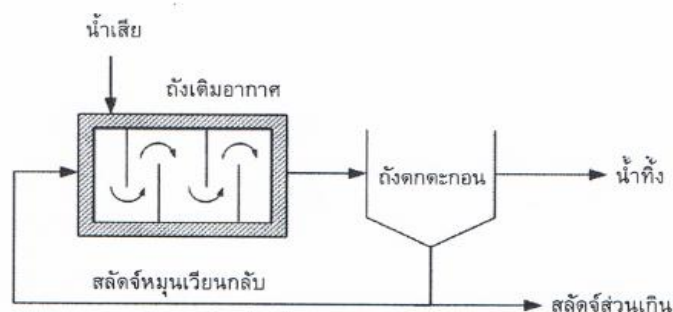 น้ำเสีย
ถังเติมอากาศ
ถังตกตะกอน
น้ำทิ้ง
สลัดจ์หมุนเวียนกลับ
สลัดจ์ส่วนเกิน